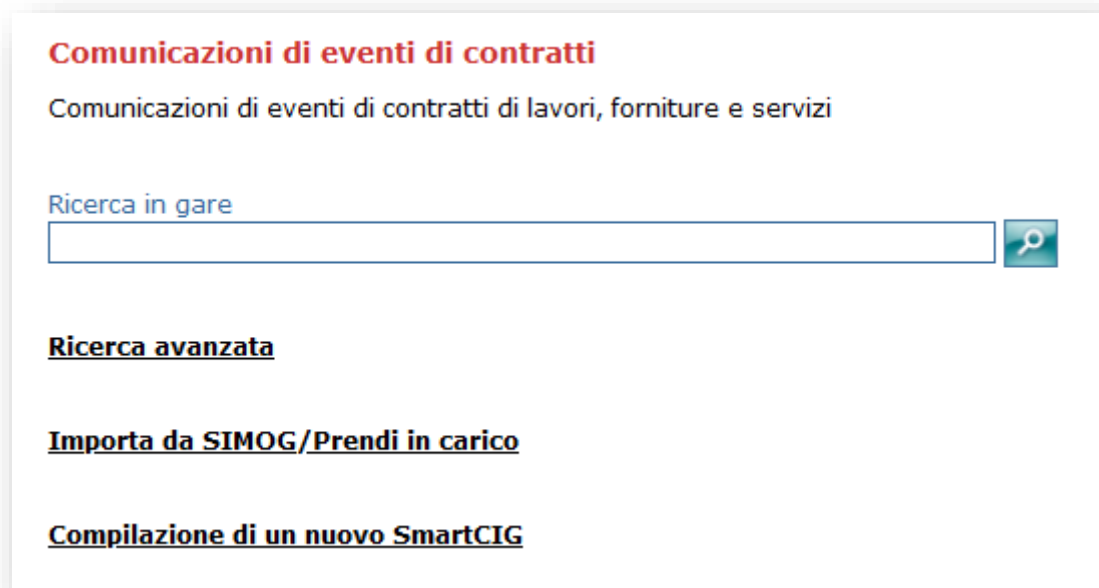 Comunicazioni di eventi di contratti
Comunicazioni di eventi di contratti di lavori, forniture e servizi
Ricerca in gare
Ricerca avanzata
Importa da SIMOG/Prendi in carico
Compilazione di un nuovo SmartCIG